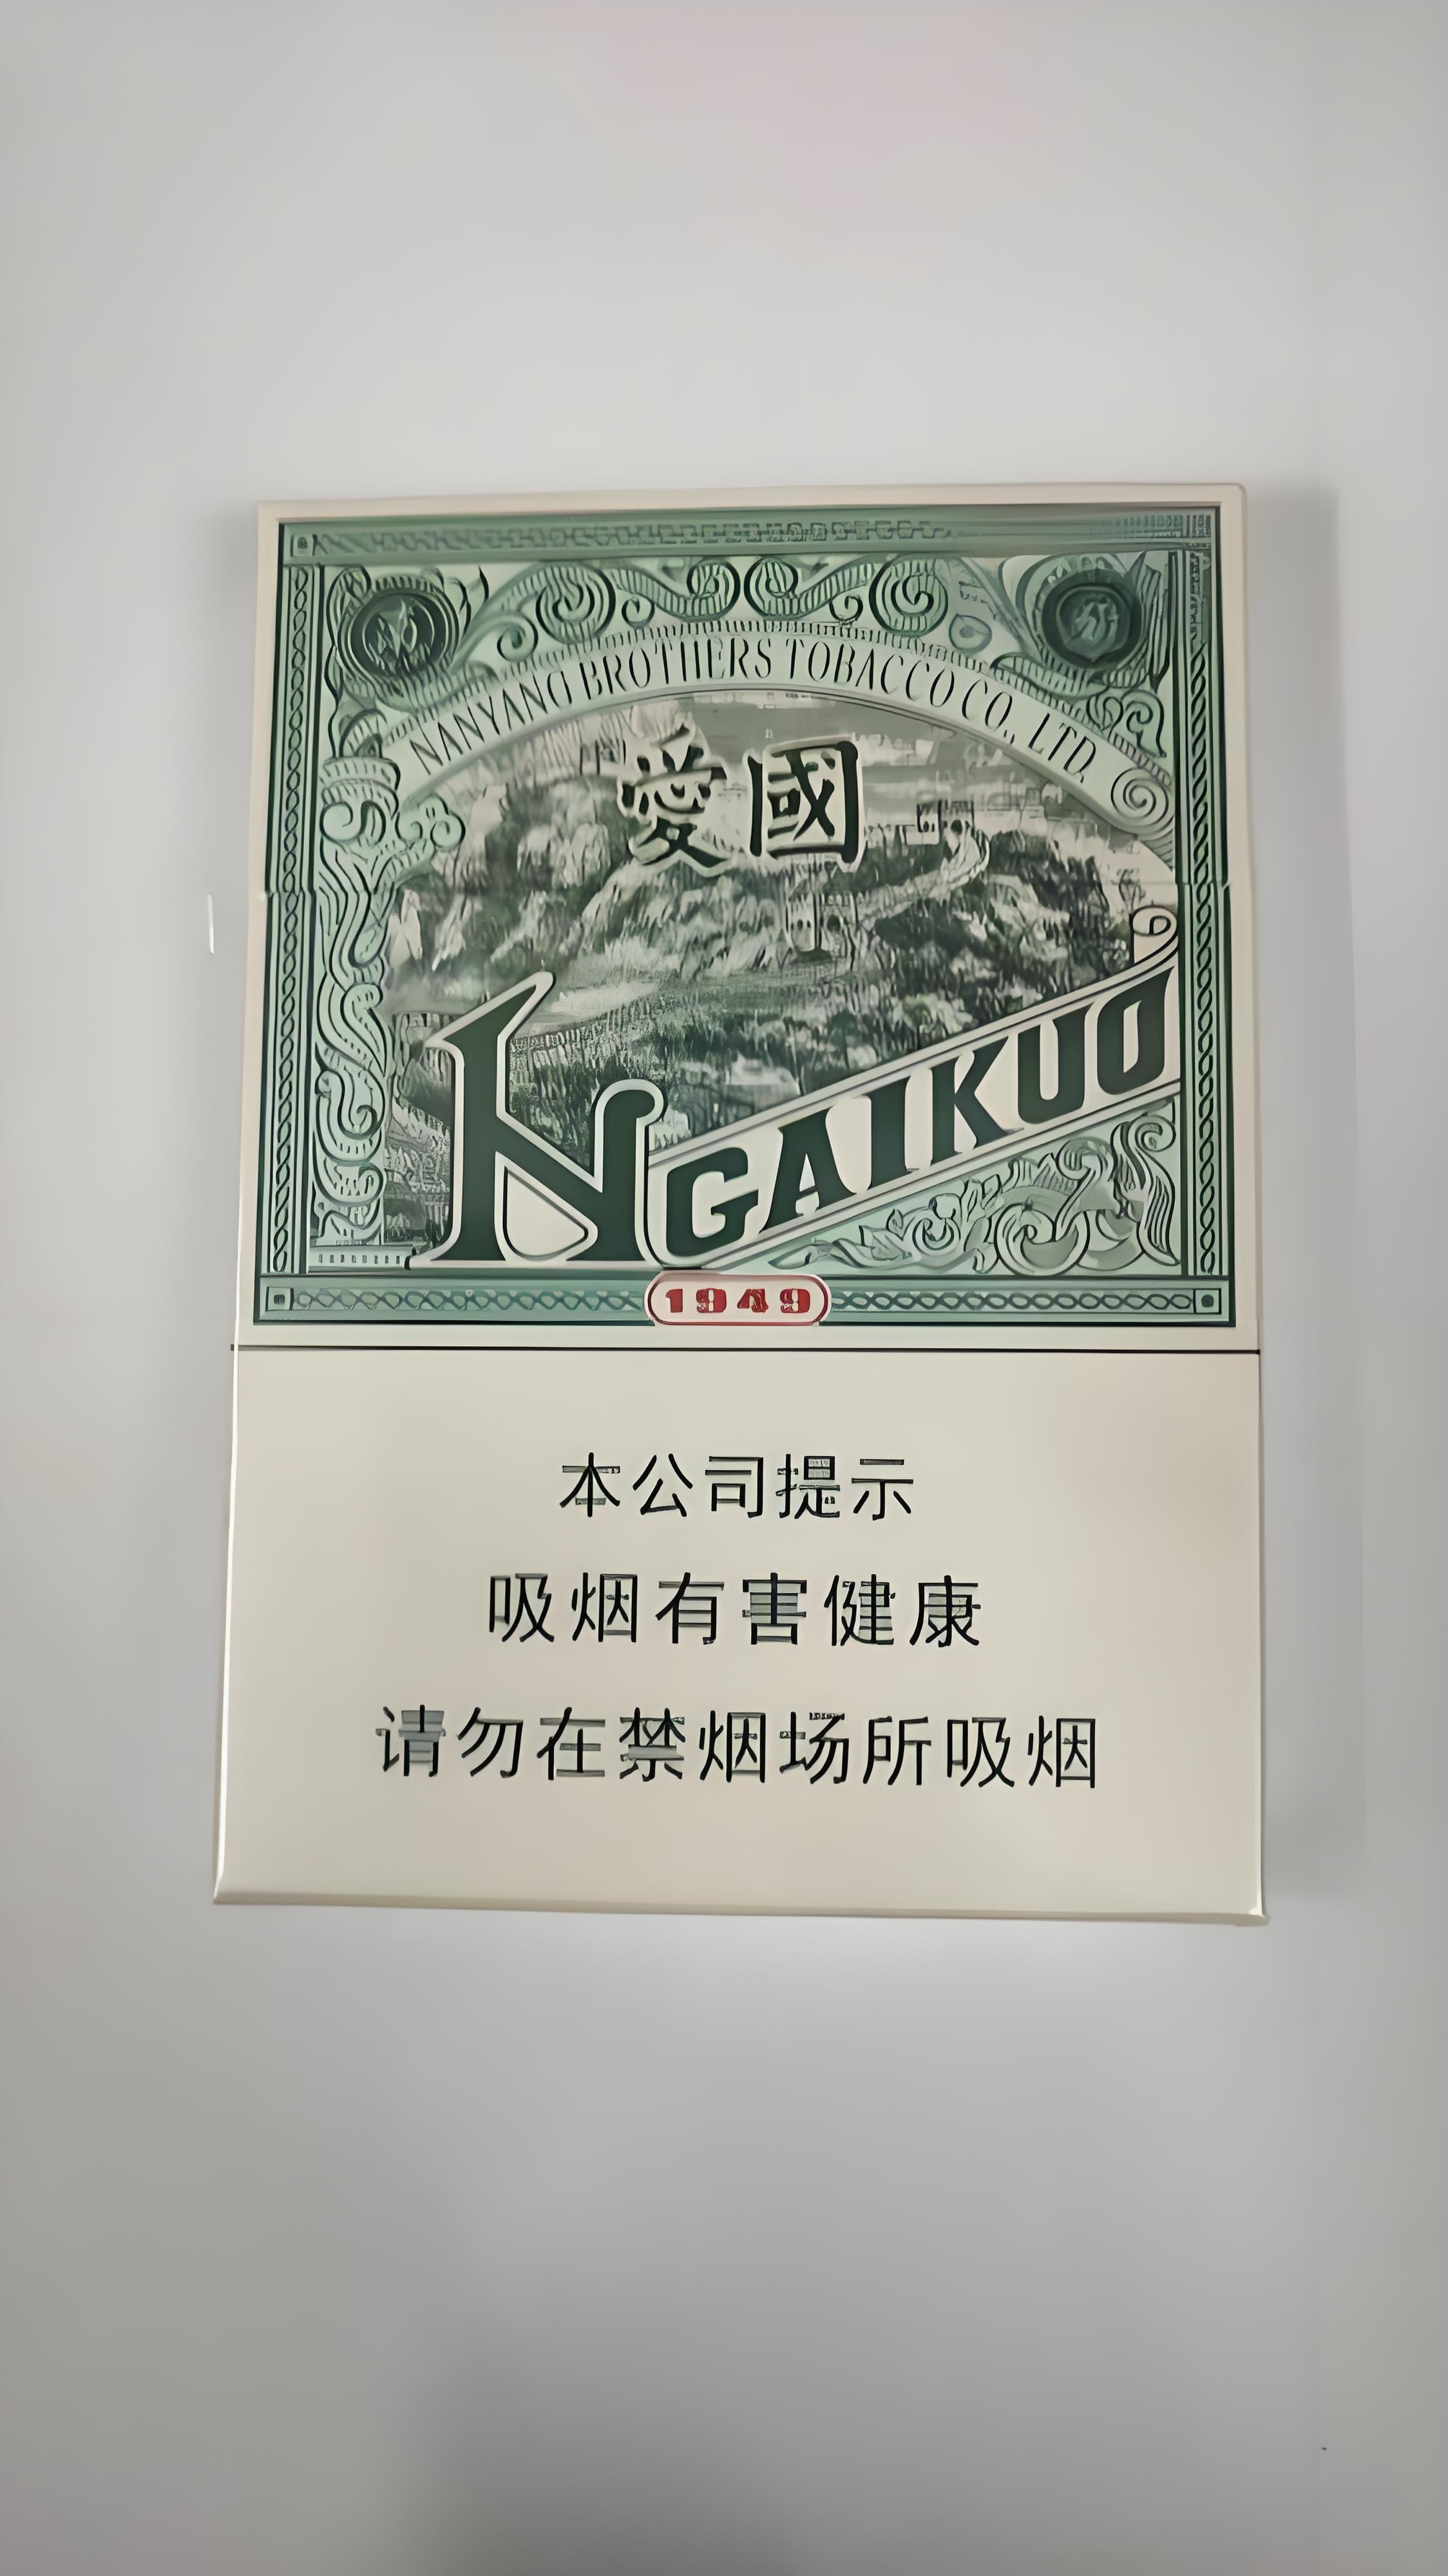 NANYANG BROTHERS TOBACCO CO., LTD.
愛國
NGAIKUO
1949
本公司提示
吸烟有害健康
请勿在禁烟场所吸烟